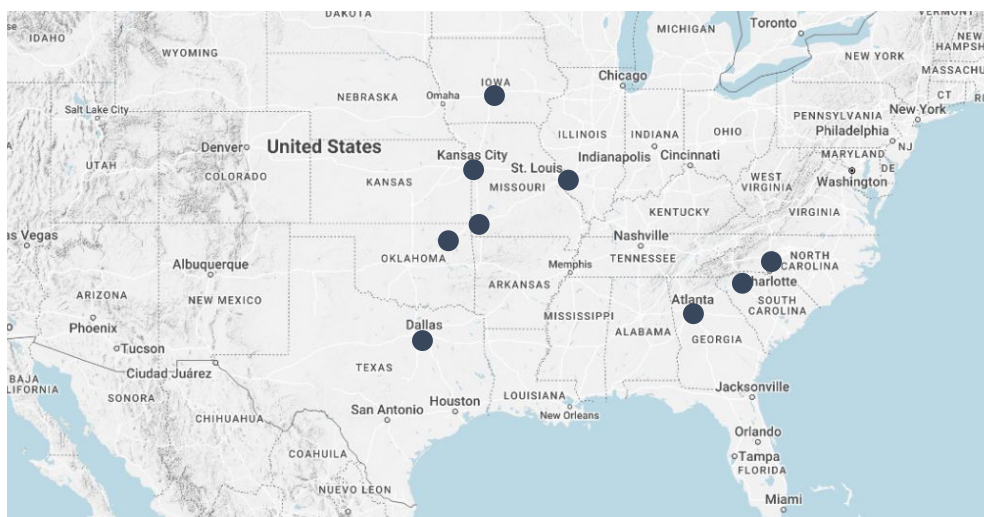 DAKOTA
VERMONT
Toronto
MICHIGAN
IDAHO
NEW
HAMPSH
WYOMING
NEW YORK
MASSACHU
Chicago
IOWA
NEBRASKA
Omaha
CT
RI
Salt Lake City
New York
PENNSYLVANIA
Philadelphia
ILLINOIS
INDIANA
OHIO
NJ
Denver
United States
Kansas City
Indianapolis
Cincinnati
MARYLAND
UTAH
COLORADO
St. Louis
DE
KANSAS
MISSOURI
WEST
VIRGINIA
Washington
KENTUCKY
VIRGINIA
as Vegas
Nashville
TENNESSEE
OKLAHOMA
Albuquerque
Memphis
NORTH
CAROLINA
harlotte
ARKANSAS
ARIZONA
NEW MEXICO
Atlanta
SOUTH
CAROLINA
Phoenix
Dallas
MISSISSIPPI
ALABAMA
GEORGIA
Tucson
TEXAS
Ciudad Juárez
BAJA
LIFORNIA
SONORA
LOUISIANA
Jacksonville
San Antonio
Houston
New Orleans
CHIHUAHUA
Orlando
COAHUILA
Tampa
FLORIDA
NUEVO LEON
Miami